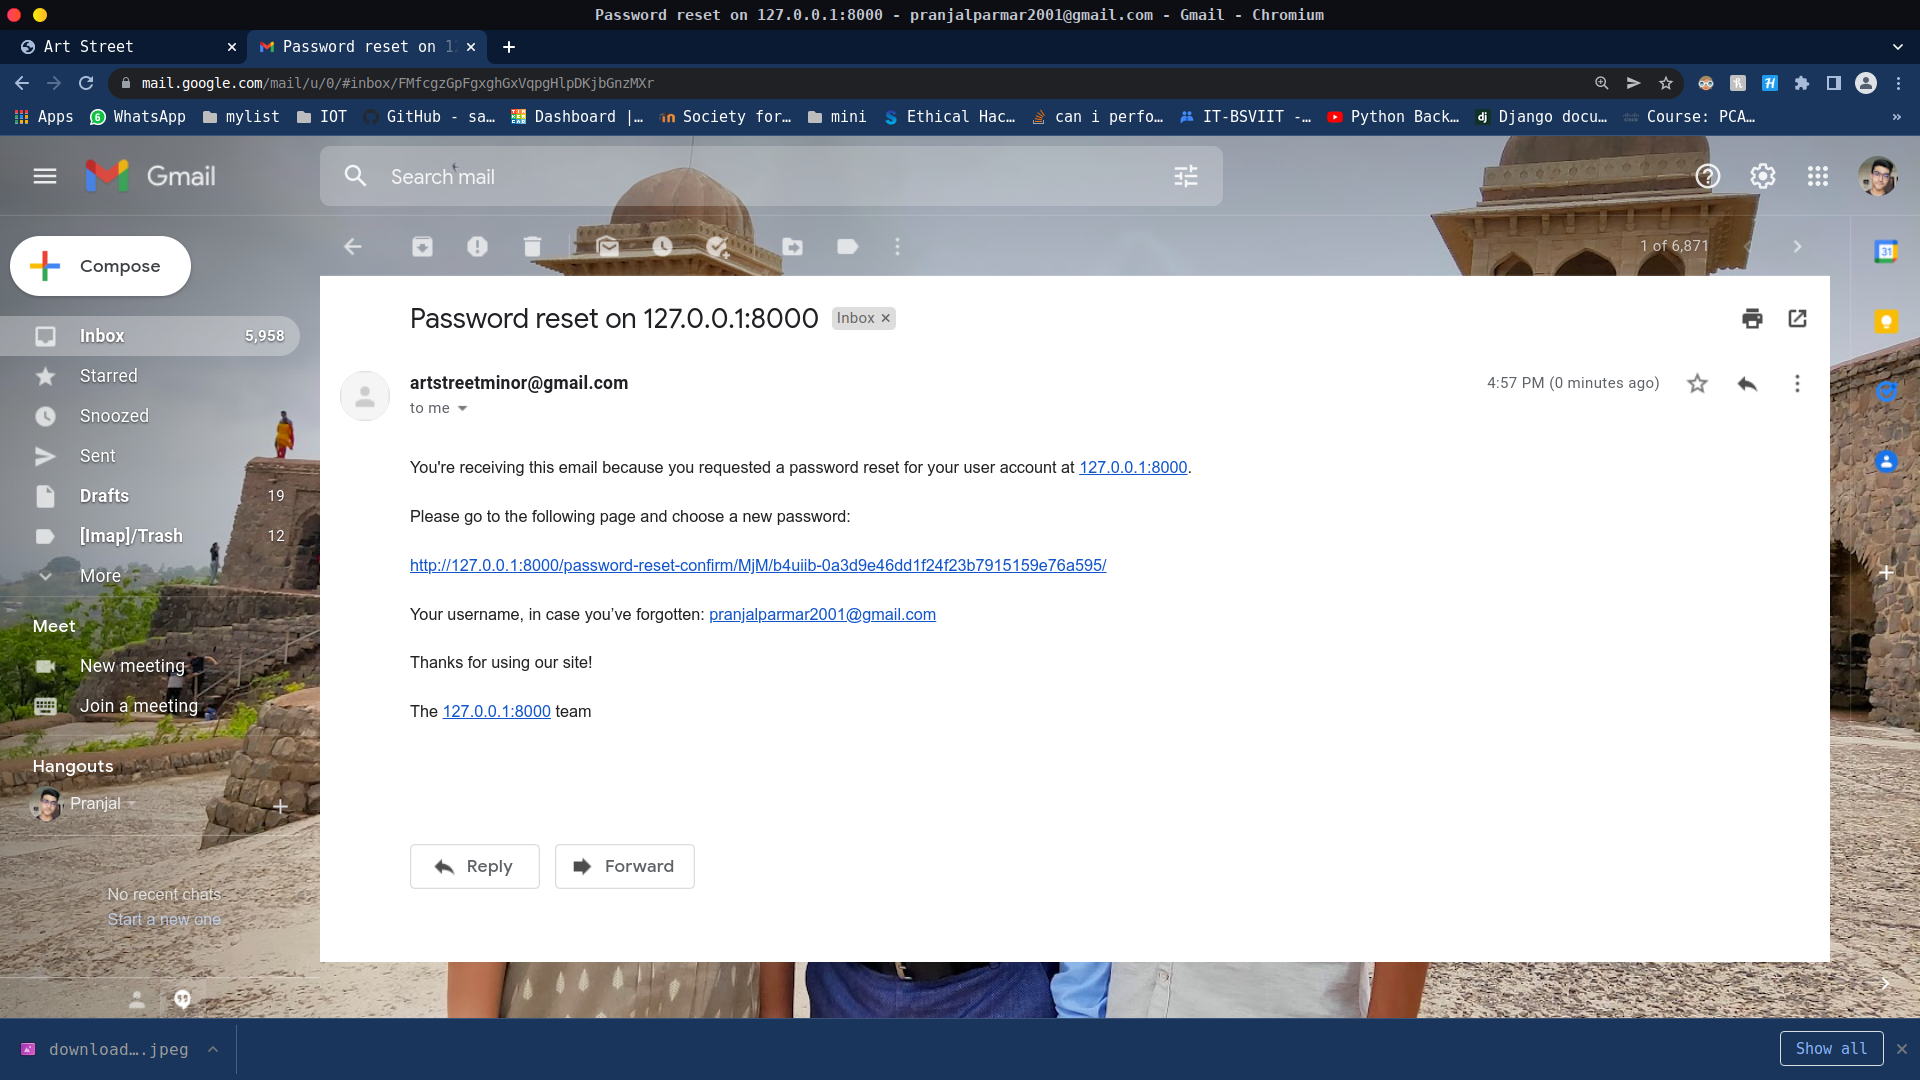 Password reset on 127.0.0.1:8000 - pranjalparmar2001@gmail.com - Gmail - Chromium
Art Street
Password reset on 12
mail.google.com/mail/u/0/#inbox/FMfcgzGpFgxghGxVqpgHlpDKjbGnzMXr
Apps WhatsApp mylist IOT GitHub - sa… Dashboard |… Society for… mini Ethical Hac… can i perfo… IT-BSVIIT -… Python Back… Django docu… Course: PCA… »
Gmail
Search mail
Compose
1 of 6,871
Inbox 5,958
Starred
Snoozed
Sent
Drafts 19
[Imap]/Trash 12
More
Meet
New meeting
Join a meeting
Hangouts
Pranjal
No recent chats
Start a new one
Password reset on 127.0.0.1:8000 Inbox ×
artstreetminor@gmail.com
4:57 PM (0 minutes ago)
to me
You're receiving this email because you requested a password reset for your user account at 127.0.0.1:8000.
Please go to the following page and choose a new password:
http://127.0.0.1:8000/password-reset-confirm/MjM/b4uiib-0a3d9e46dd1f24f23b7915159e76a595/
Your username, in case you’ve forgotten: pranjalparmar2001@gmail.com
Thanks for using our site!
The 127.0.0.1:8000 team
Reply
Forward
31
download….jpeg
Show all